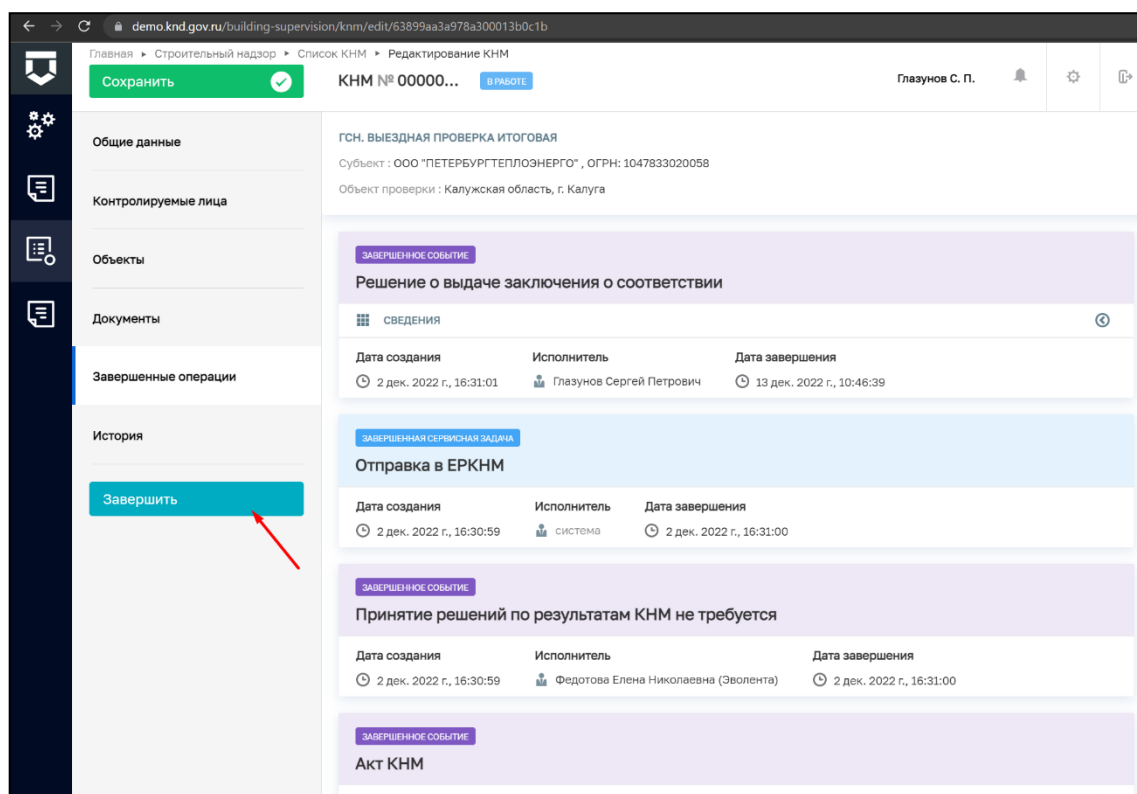 demo.knd.gov.ru/building-supervision/knm/edit/63899aa3a978a300013b0c1b
Главная ▸ Строительный надзор ▸ Список КНМ ▸ Редактирование КНМ
Сохранить
КНМ № 00000...
В РАБОТЕ
Глазунов С. П.
Общие данные
Контролируемые лица
Объекты
Документы
Завершенные операции
История
Завершить
ГСН. ВЫЕЗДНАЯ ПРОВЕРКА ИТОГОВАЯ
Субъект : ООО "ПЕТЕРБУРГТЕПЛОЭНЕРГО" , ОГРН: 1047833020058
Объект проверки : Калужская область, г. Калуга
ЗАВЕРШЕННОЕ СОБЫТИЕ
Решение о выдаче заключения о соответствии
СВЕДЕНИЯ
Дата создания Исполнитель Дата завершения
2 дек. 2022 г., 16:31:01 Глазунов Сергей Петрович 13 дек. 2022 г., 10:46:39
ЗАВЕРШЕННАЯ СЕРВИСНАЯ ЗАДАЧА
Отправка в ЕРКНМ
Дата создания Исполнитель Дата завершения
2 дек. 2022 г., 16:30:59 система 2 дек. 2022 г., 16:31:00
ЗАВЕРШЕННОЕ СОБЫТИЕ
Принятие решений по результатам КНМ не требуется
Дата создания Исполнитель Дата завершения
2 дек. 2022 г., 16:30:59 Федотова Елена Николаевна (Эволента) 2 дек. 2022 г., 16:31:00
ЗАВЕРШЕННОЕ СОБЫТИЕ
Акт КНМ